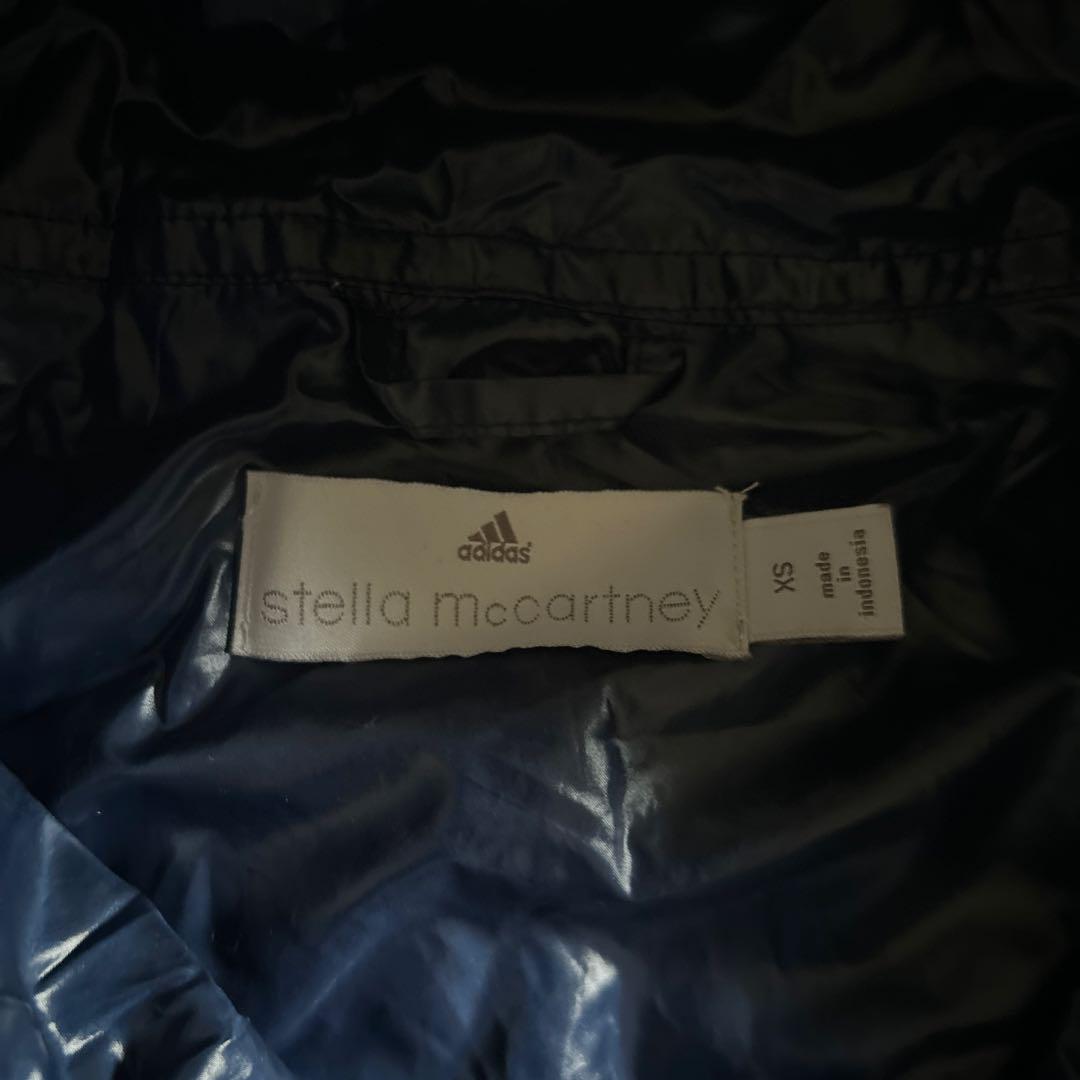 adidas
stella mccartney
XS
made
in
indonesia